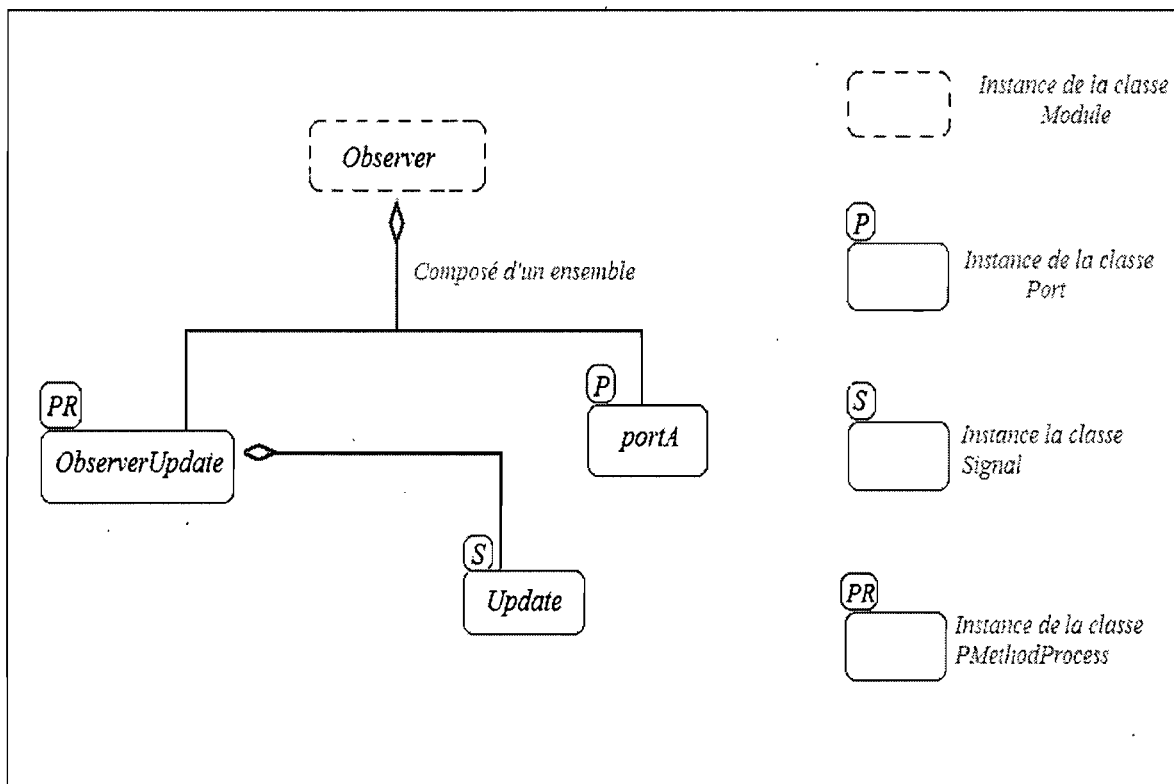 Observer
Composé d'un ensemble
PR
ObserverUpdate
P
portA
S
Update
Instance de la classe
Module
P
Instance de la classe
Port
S
Instance la classe
Signal
PR
Instance de la classe
PMethodProcess